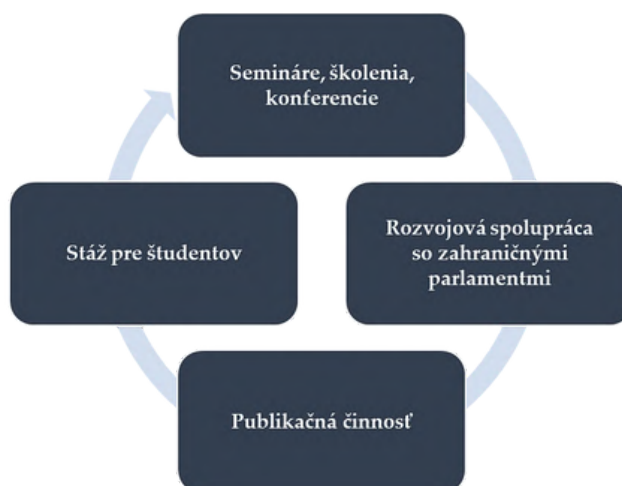 Semináre, školenia,
konferencie
Rozvojová spolupráca
so zahraničnými
parlamentmi
Publikačná činnosť
Stáž pre študentov